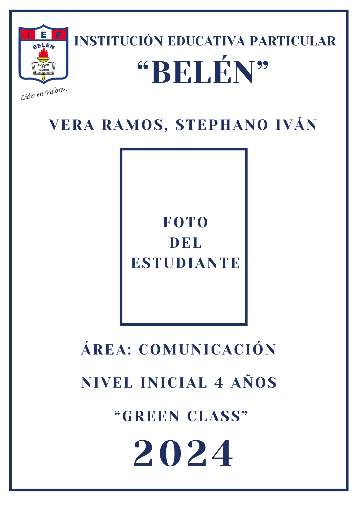 I E P
BELEN
INSTITUCIÓN EDUCATIVA PARTICULAR
“BELÉN”
VERA RAMOS, STEPHANO IVÁN
FOTO
DEL
ESTUDIANTE
ÁREA: COMUNICACIÓN
NIVEL INICIAL 4 AÑOS
“GREEN CLASS”
2024